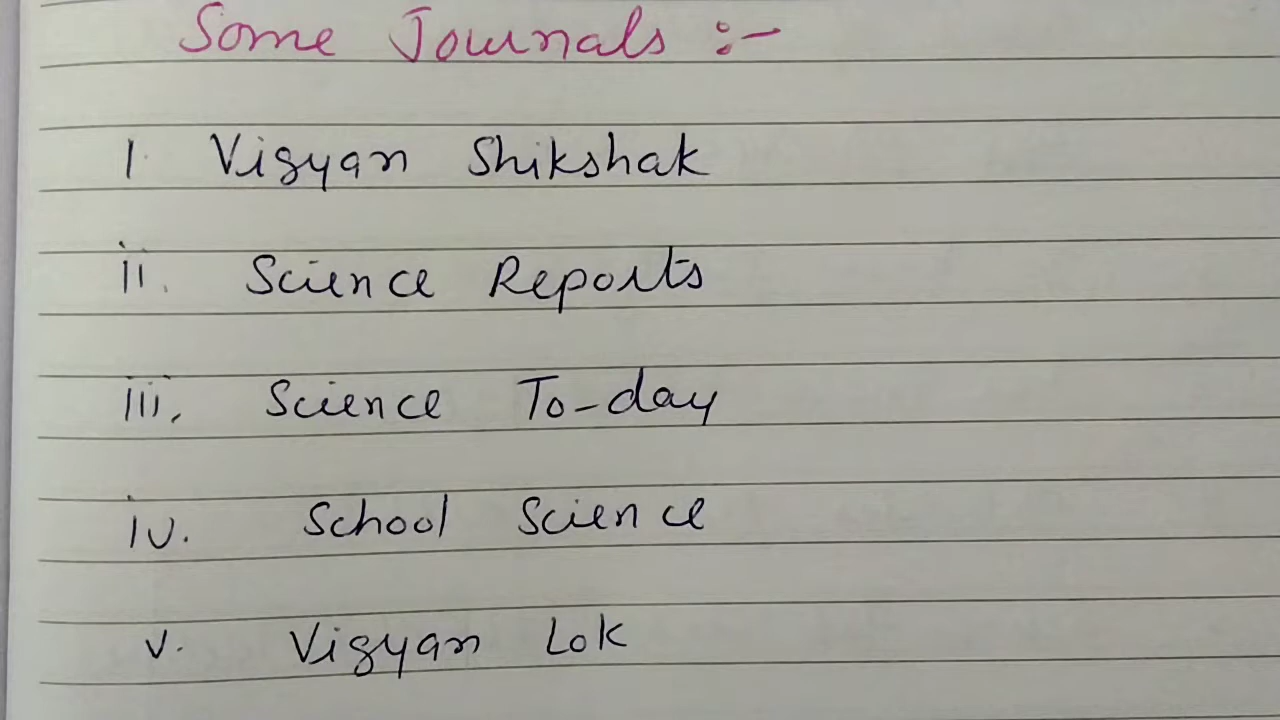 Some Journals :-
i. Vigyan Shikshak
ii. Science Reports
iii. Science To-day
iv. School Science
v. Vigyan Lok